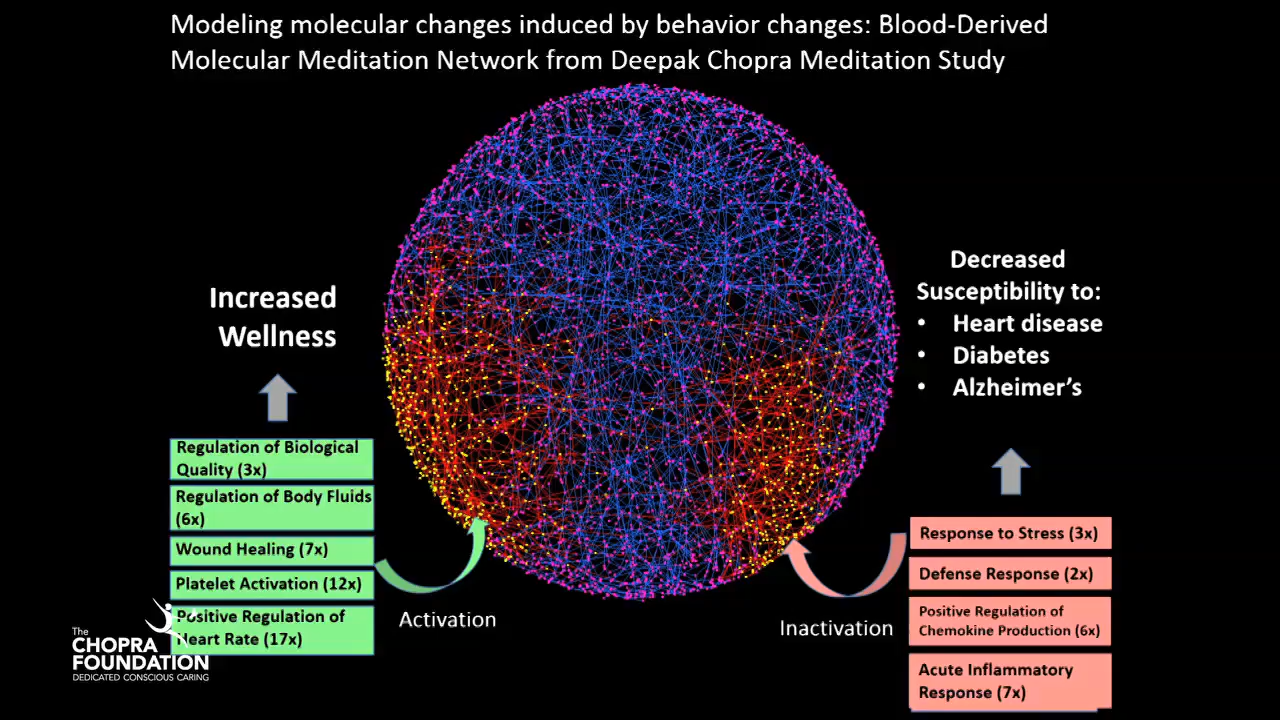 Modeling molecular changes induced by behavior changes: Blood-Derived
Molecular Meditation Network from Deepak Chopra Meditation Study
Increased
Wellness
Regulation of Biological
Quality (3x)
Regulation of Body Fluids
(6x)
Wound Healing (7x)
Platelet Activation (12x)
Positive Regulation of
Heart Rate (17x)
Activation
Decreased
Susceptibility to:
• Heart disease
• Diabetes
• Alzheimer’s
Response to Stress (3x)
Defense Response (2x)
Positive Regulation of
Chemokine Production (6x)
Acute Inflammatory
Response (7x)
Inactivation
The
CHOPRA
FOUNDATION
DEDICATED CONSCIOUS CARING